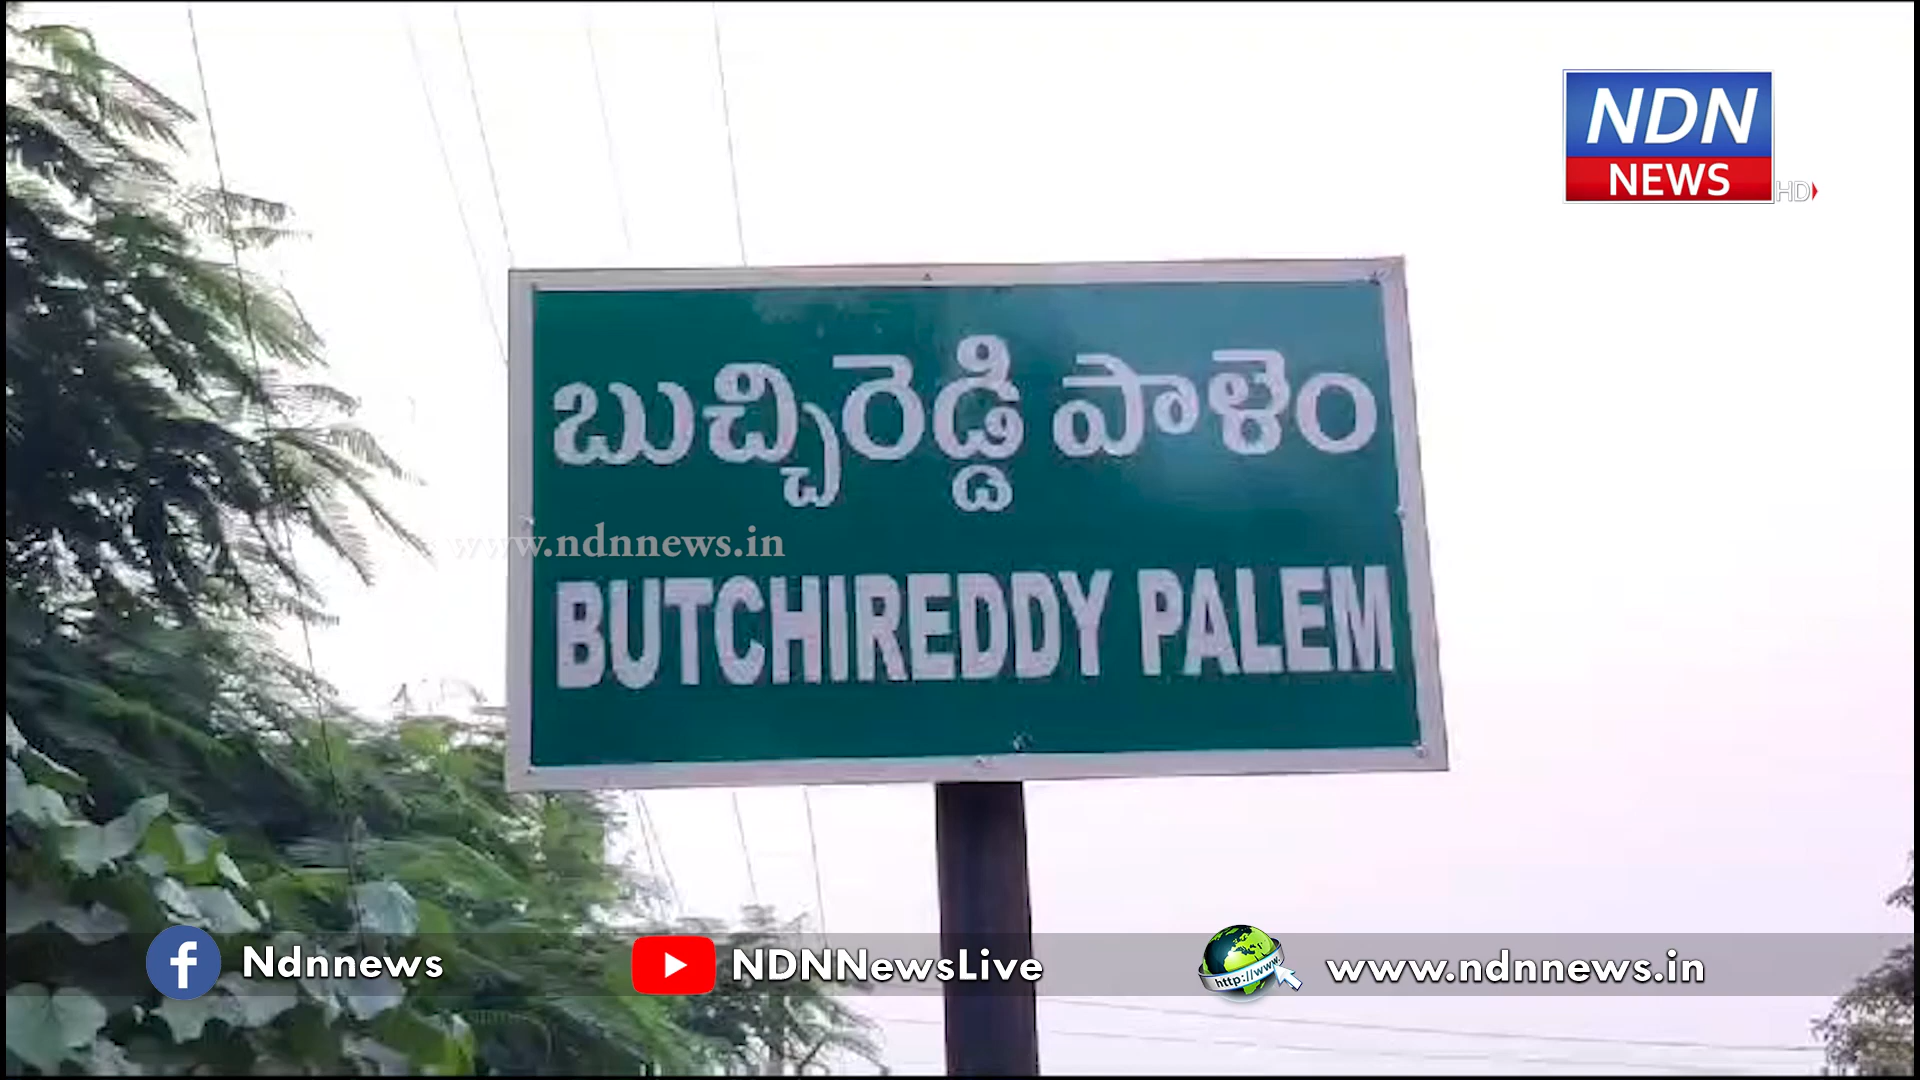 NDN
NEWS
HD
బుచ్చిరెడ్డి పాళెం
www.ndnnews.in
BUTCHIREDDY PALEM
Ndnnews
NDNNewsLive
http://www.
www.ndnnews.in